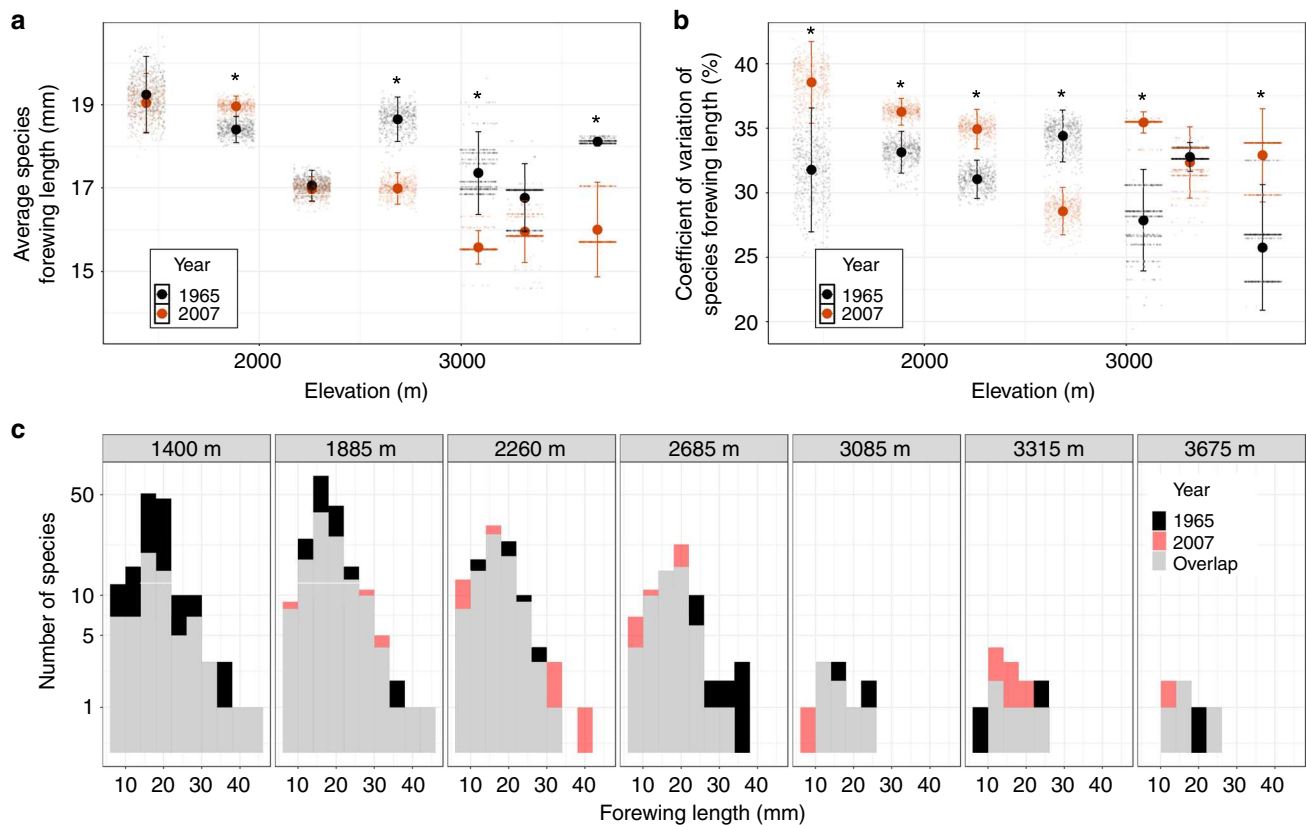 a
Average species
forewing length (mm)
19
17
15
*
*
*
*
Year
1965
2007
2000
3000
Elevation (m)
b
Coefficient of variation of
species forewing length (%)
40
35
30
25
20
*
*
*
*
*
*
Year
1965
2007
2000
3000
Elevation (m)
c
1400 m
1885 m
2260 m
2685 m
3085 m
3315 m
3675 m
Number of species
50
10
5
1
Year
1965
2007
Overlap
10 20 30 40
10 20 30 40
10 20 30 40
10 20 30 40
10 20 30 40
10 20 30 40
10 20 30 40
Forewing length (mm)